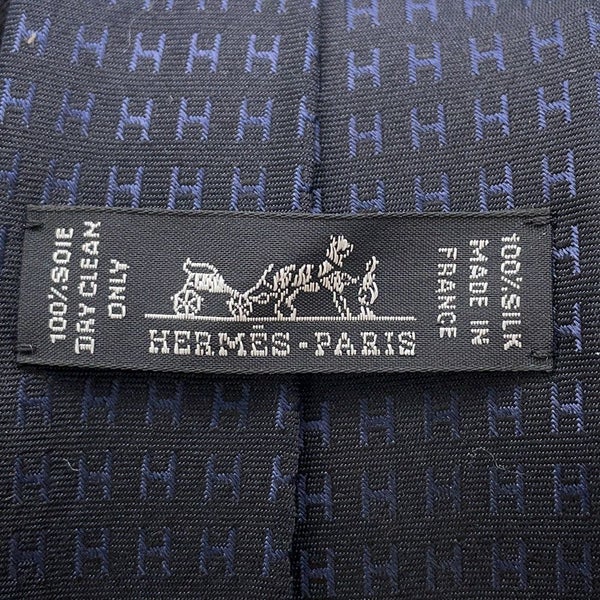 100% SOIE
DRY CLEAN
ONLY
HERMÈS-PARIS
100% SILK
MADE IN
FRANCE